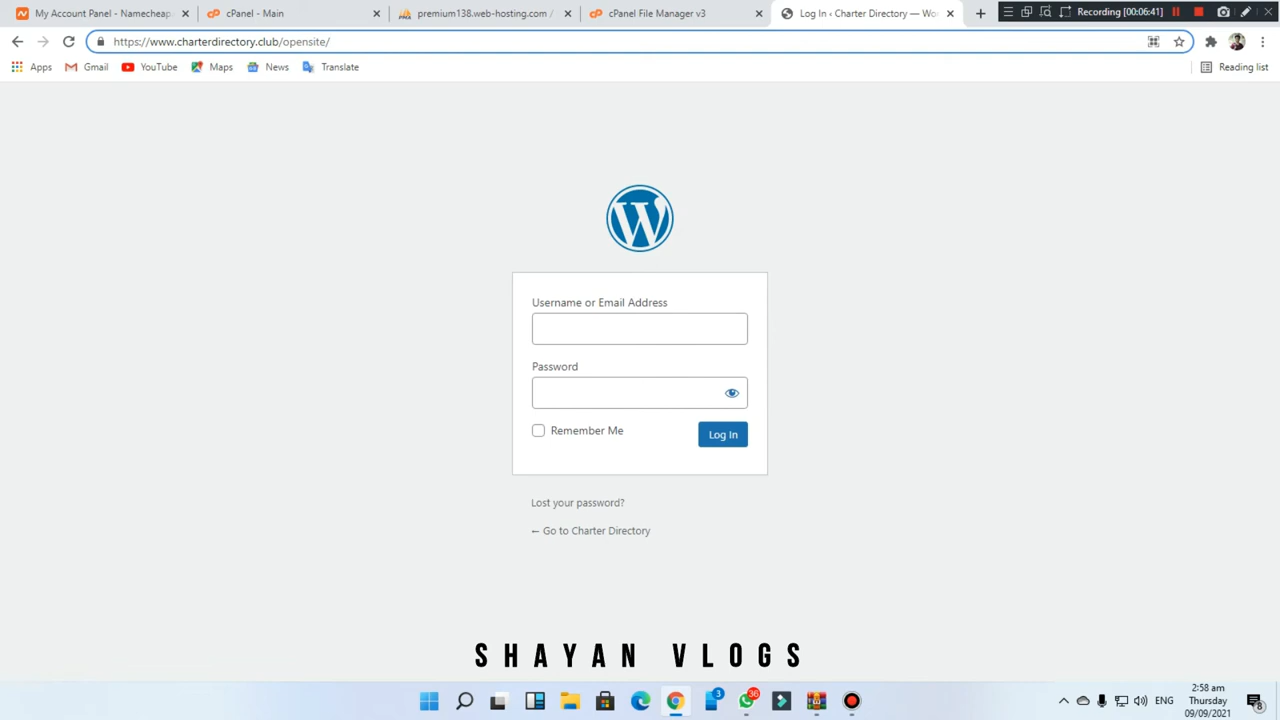 My Account Panel - Namecheap.
cPanel - Main
premium138.web-hosting.com /
cPanel File Manager v3
Log In ‹ Charter Directory — Wo
Recording [00:06:41]
https://www.charterdirectory.club/opensite/
Apps
Gmail
YouTube
Maps
News
Translate
Reading list
Username or Email Address
Password
Remember Me
Log In
Lost your password?
← Go to Charter Directory
SHAYAN VLOGS
3
36
ENG
2:58 am
Thursday
09/09/2021
8